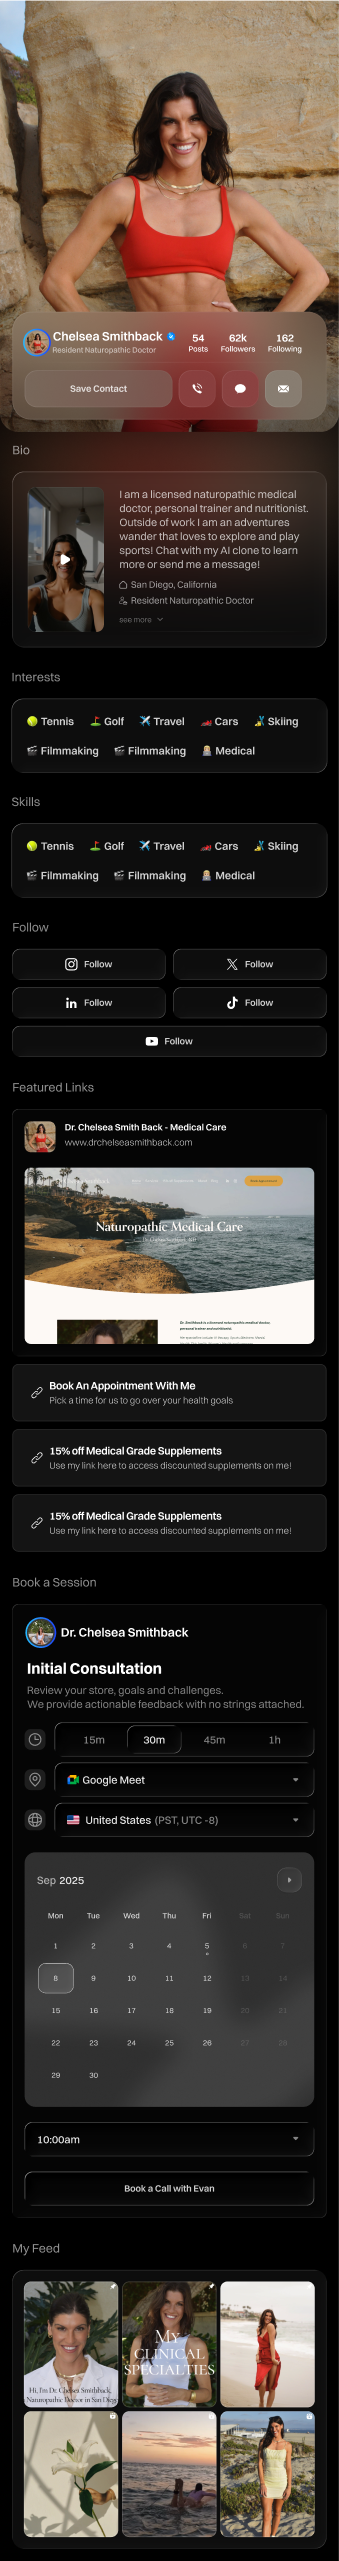 Chelsea Smithback
Resident Naturopathic Doctor
54
Posts
62k
Followers
162
Following
Save Contact
Bio
I am a licensed naturopathic medical
doctor, personal trainer and nutritionist.
Outside of work I am an adventures
wander that loves to explore and play
sports! Chat with my AI clone to learn
more or send me a message!
San Diego, California
Resident Naturopathic Doctor
see more
Interests
Tennis Golf Travel Cars Skiing
Filmmaking Filmmaking Medical
Skills
Tennis Golf Travel Cars Skiing
Filmmaking Filmmaking Medical
Follow
Follow Follow
Follow Follow
Follow
Featured Links
Dr. Chelsea Smith Back - Medical Care
www.drchelseasmithback.com
Naturopathic Medical Care
Dr. Smithback is a licensed naturopathic medical doctor,
personal trainer and nutritionist.
Book An Appointment With Me
Pick a time for us to go over your health goals
15% off Medical Grade Supplements
Use my link here to access discounted supplements on me!
15% off Medical Grade Supplements
Use my link here to access discounted supplements on me!
Book a Session
Dr. Chelsea Smithback
Initial Consultation
Review your store, goals and challenges.
We provide actionable feedback with no strings attached.
15m 30m 45m 1h
Google Meet
United States (PST, UTC -8)
Sep 2025
Mon Tue Wed Thu Fri Sat Sun
1 2 3 4 5 6 7
8 9 10 11 12 13 14
15 16 17 18 19 20 21
22 23 24 25 26 27 28
29 30
10:00am
Book a Call with Evan
My Feed
Hi, I'm Dr. Chelsea Smithback,
Naturopathic Doctor in San Diego
My
CLINICAL
SPECIALTIES